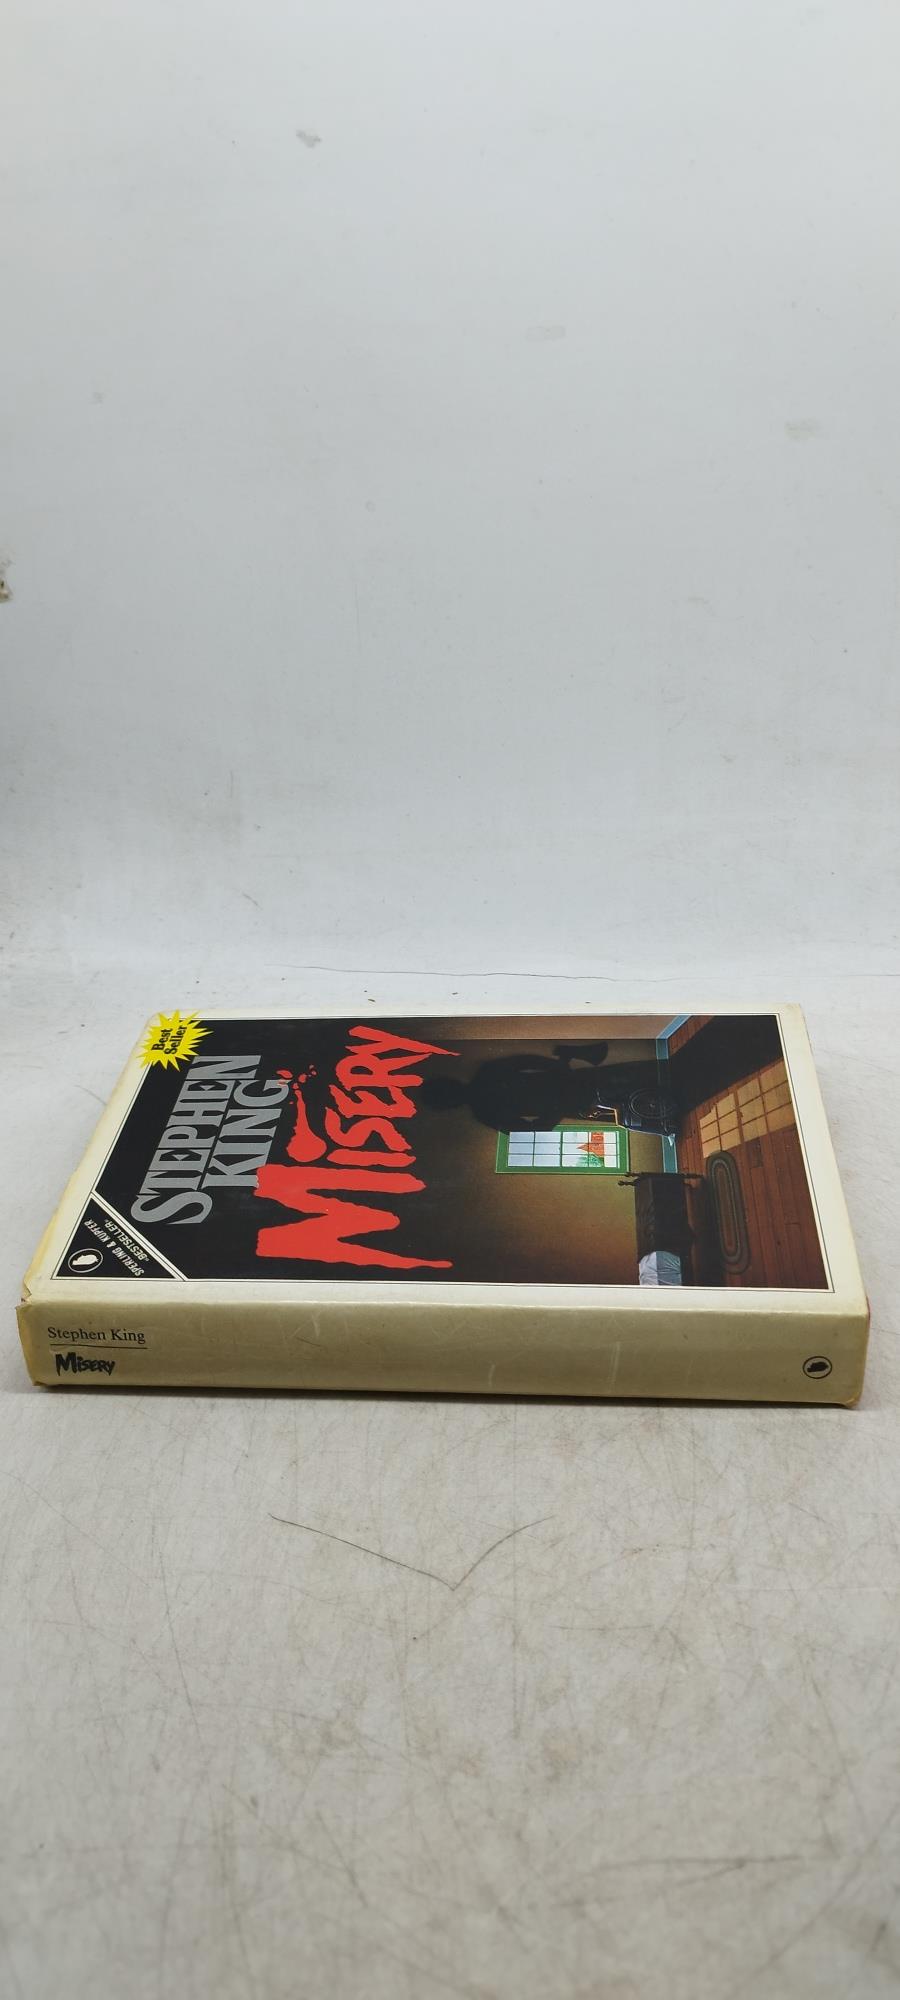 Best
Seller
STEPHEN
KING
MISERY
SPERLING & KUPFER
«BESTSELLER»
Stephen King
MISERY